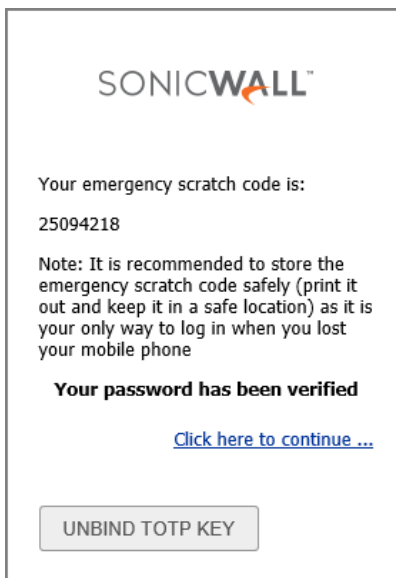 SONICWALL™
Your emergency scratch code is:
25094218
Note: It is recommended to store the
emergency scratch code safely (print it
out and keep it in a safe location) as it is
your only way to log in when you lost
your mobile phone
Your password has been verified
Click here to continue ...
UNBIND TOTP KEY